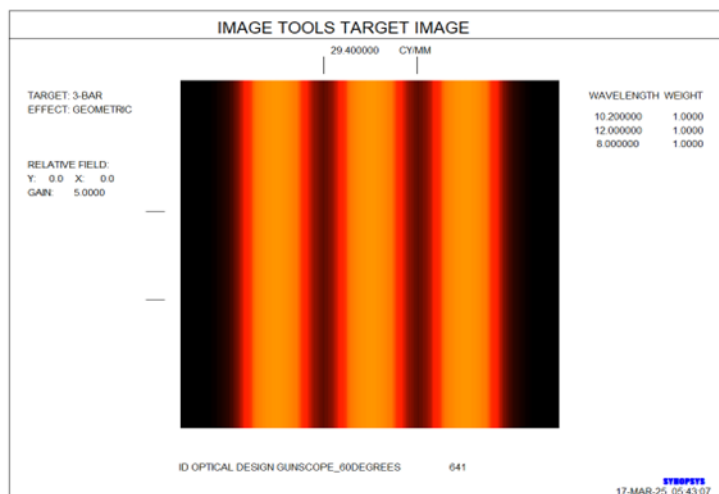 IMAGE TOOLS TARGET IMAGE
29.400000 CY/MM
TARGET: 3-BAR
EFFECT: GEOMETRIC
WAVELENGTH WEIGHT
10.200000 1.0000
12.000000 1.0000
8.000000 1.0000
RELATIVE FIELD:
Y: 0.0 X: 0.0
GAIN: 5.0000
ID OPTICAL DESIGN GUNSCOPE_60DEGREES 641
SYNOPSYS
17-MAR-25 05:43:07